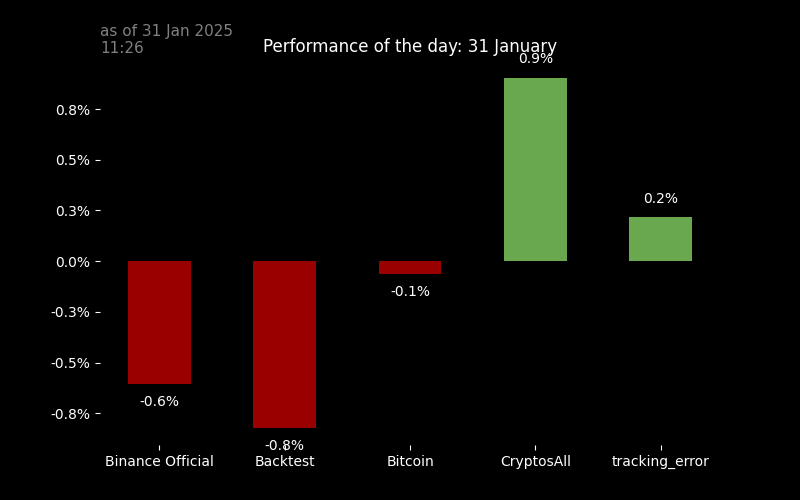 as of 31 Jan 2025
11:26
Performance of the day: 31 January
0.9%
0.8%
0.5%
0.2%
0.3%
0.0%
-0.1%
-0.3%
-0.5%
-0.6%
-0.8%
-0.8%
Binance Official
Backtest
Bitcoin
CryptosAll
tracking_error